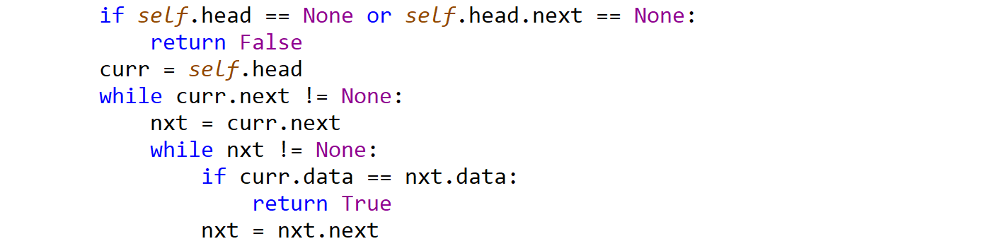 if self.head == None or self.head.next == None:
    return False
curr = self.head
while curr.next != None:
    nxt = curr.next
    while nxt != None:
        if curr.data == nxt.data:
            return True
        nxt = nxt.next